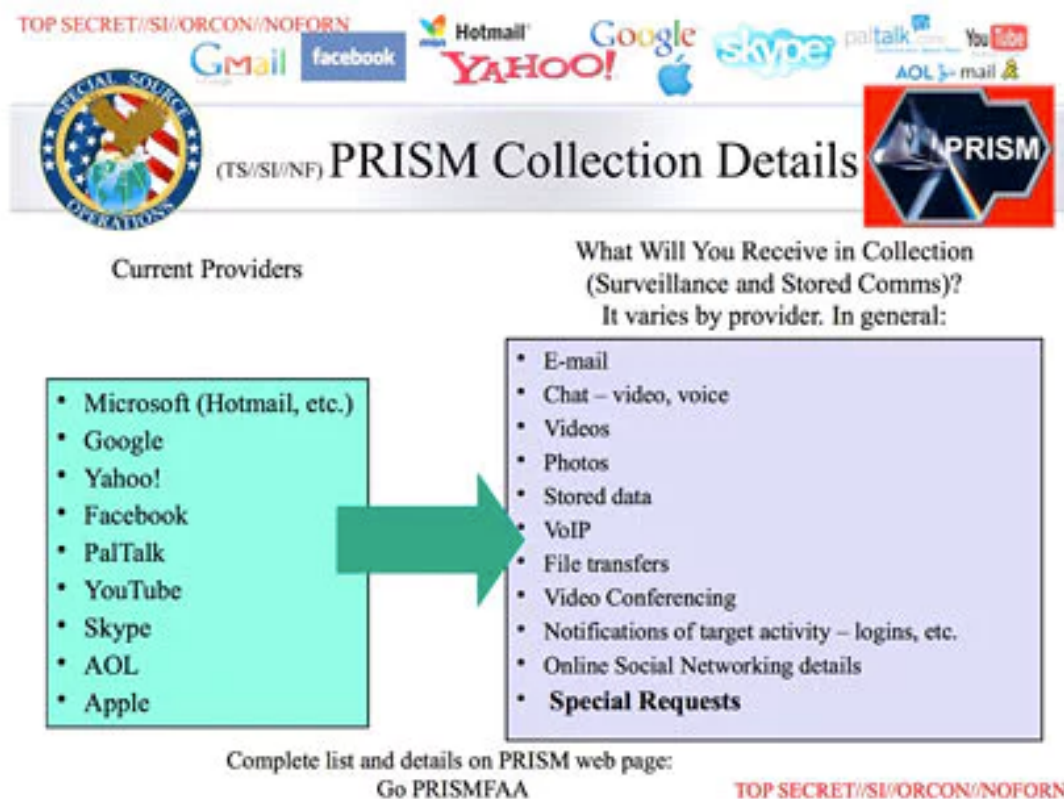 TOP SECRET//SI//ORCON//NOFORN
Gmail
facebook
Hotmail
YAHOO!
Google
skype
paltalk.com
YouTube
AOL mail
SPECIAL SOURCE OPERATIONS
(TS//SI//NF) PRISM Collection Details
PRISM
Current Providers
• Microsoft (Hotmail, etc.)
• Google
• Yahoo!
• Facebook
• PalTalk
• YouTube
• Skype
• AOL
• Apple
What Will You Receive in Collection
(Surveillance and Stored Comms)?
It varies by provider. In general:
• E-mail
• Chat – video, voice
• Videos
• Photos
• Stored data
• VoIP
• File transfers
• Video Conferencing
• Notifications of target activity – logins, etc.
• Online Social Networking details
• Special Requests
Complete list and details on PRISM web page:
Go PRISMFAA
TOP SECRET//SI//ORCON//NOFORN